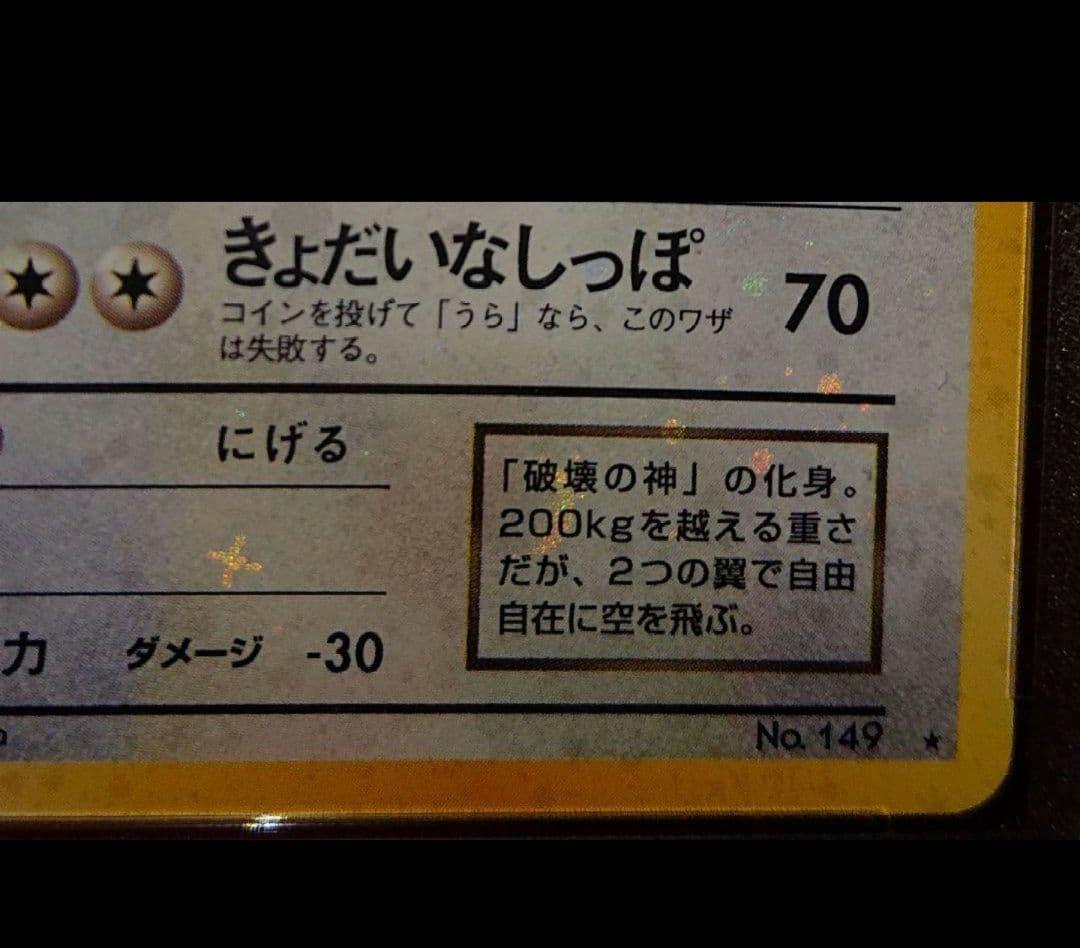 きょだいなしっぽ 70
コインを投げて「うら」なら、このワザ
は失敗する。
にげる
「破壊の神」の化身。
200kgを越える重さ
だが、2つの翼で自由
自在に空を飛ぶ。
力 ダメージ -30
No. 149 ★